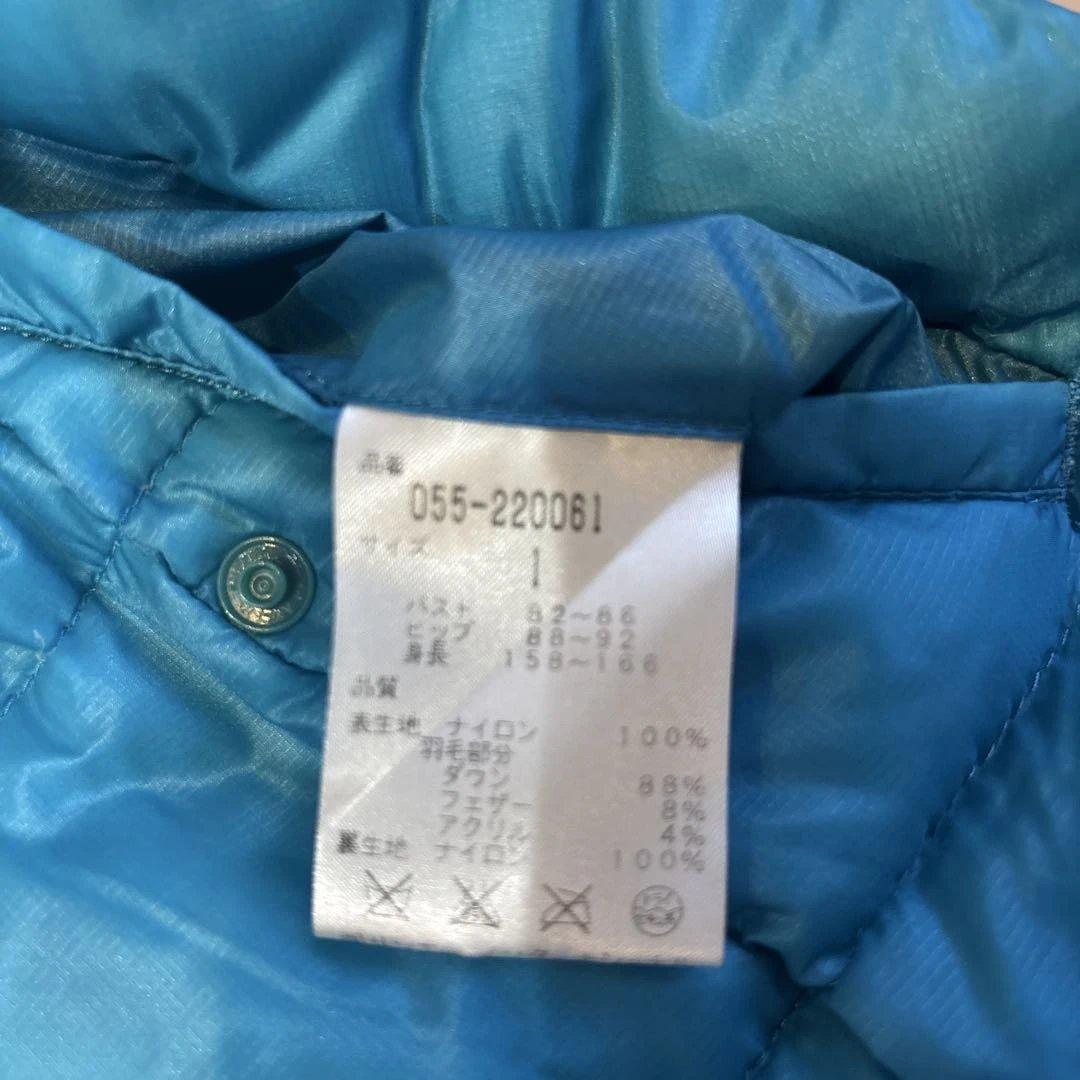 品番
055-220061
サイズ
1
バスト 82～86
ヒップ 88～92
身長 158～166
品質
表生地 ナイロン 100%
羽毛部分
ダウン 88%
フェザー 8%
アクリル 4%
裏生地 ナイロン 100%